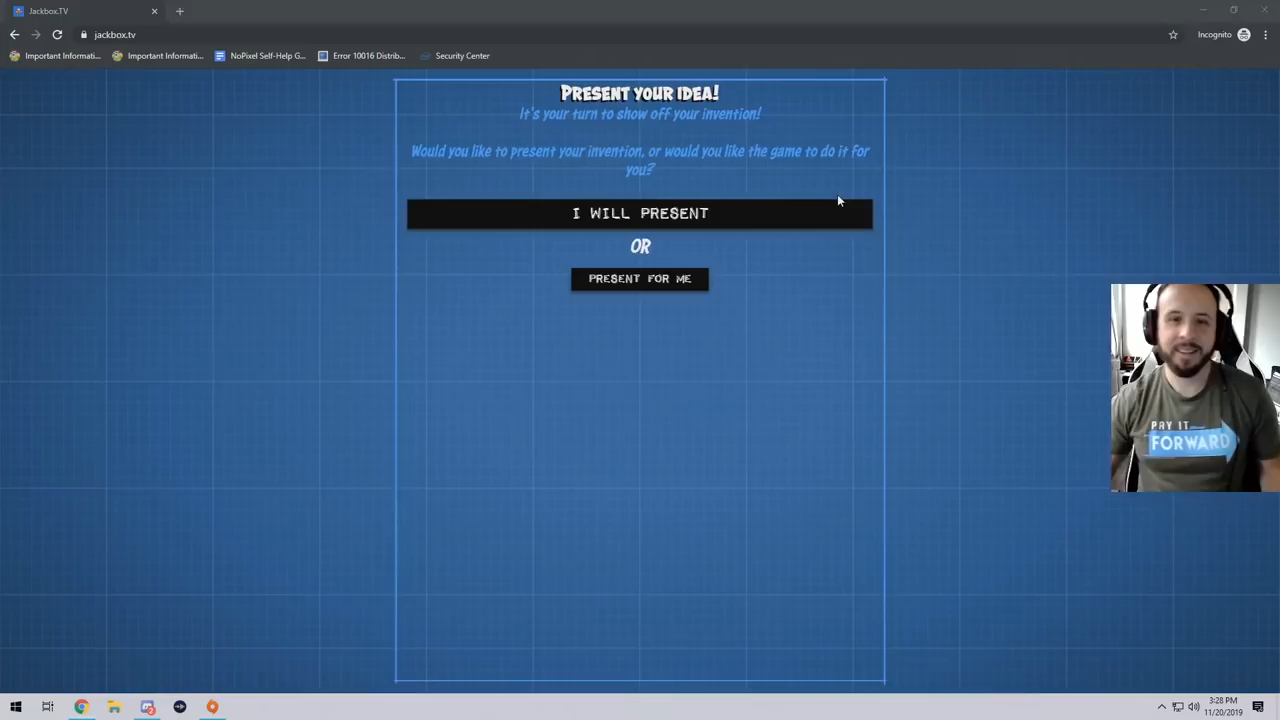 Jackbox.TV
jackbox.tv
Incognito
Important Informati...
Important Informati...
NoPixel Self-Help G...
Error 10016 Distrib...
Security Center
PRESENT YOUR IDEA!
It's your turn to show off your invention!
Would you like to present your invention, or would you like the game to do it for
you?
I WILL PRESENT
OR
PRESENT FOR ME
PAY IT
FORWARD
3:28 PM
11/20/2019